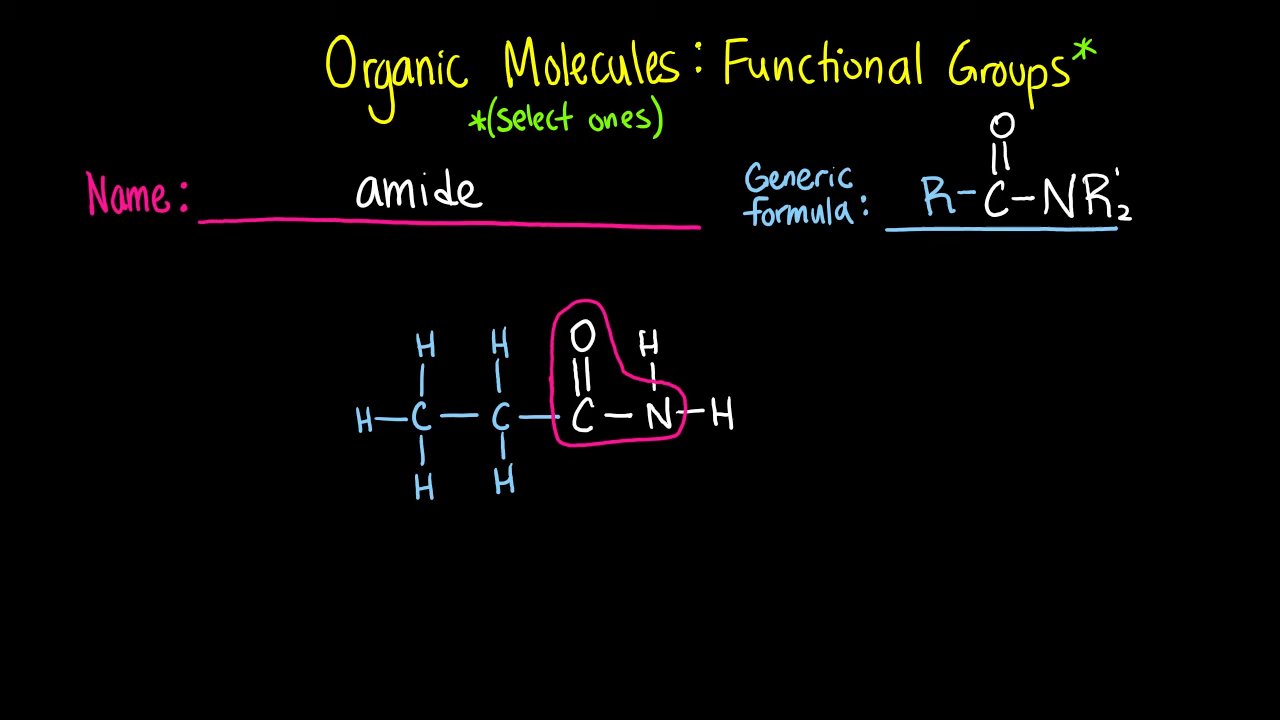 Organic Molecules: Functional Groups*
*(select ones)
Name: amide
Generic formula: R-C-NR'2
O
||
H H O H
| | || |
H-C-C-C-N-H
| |
H H